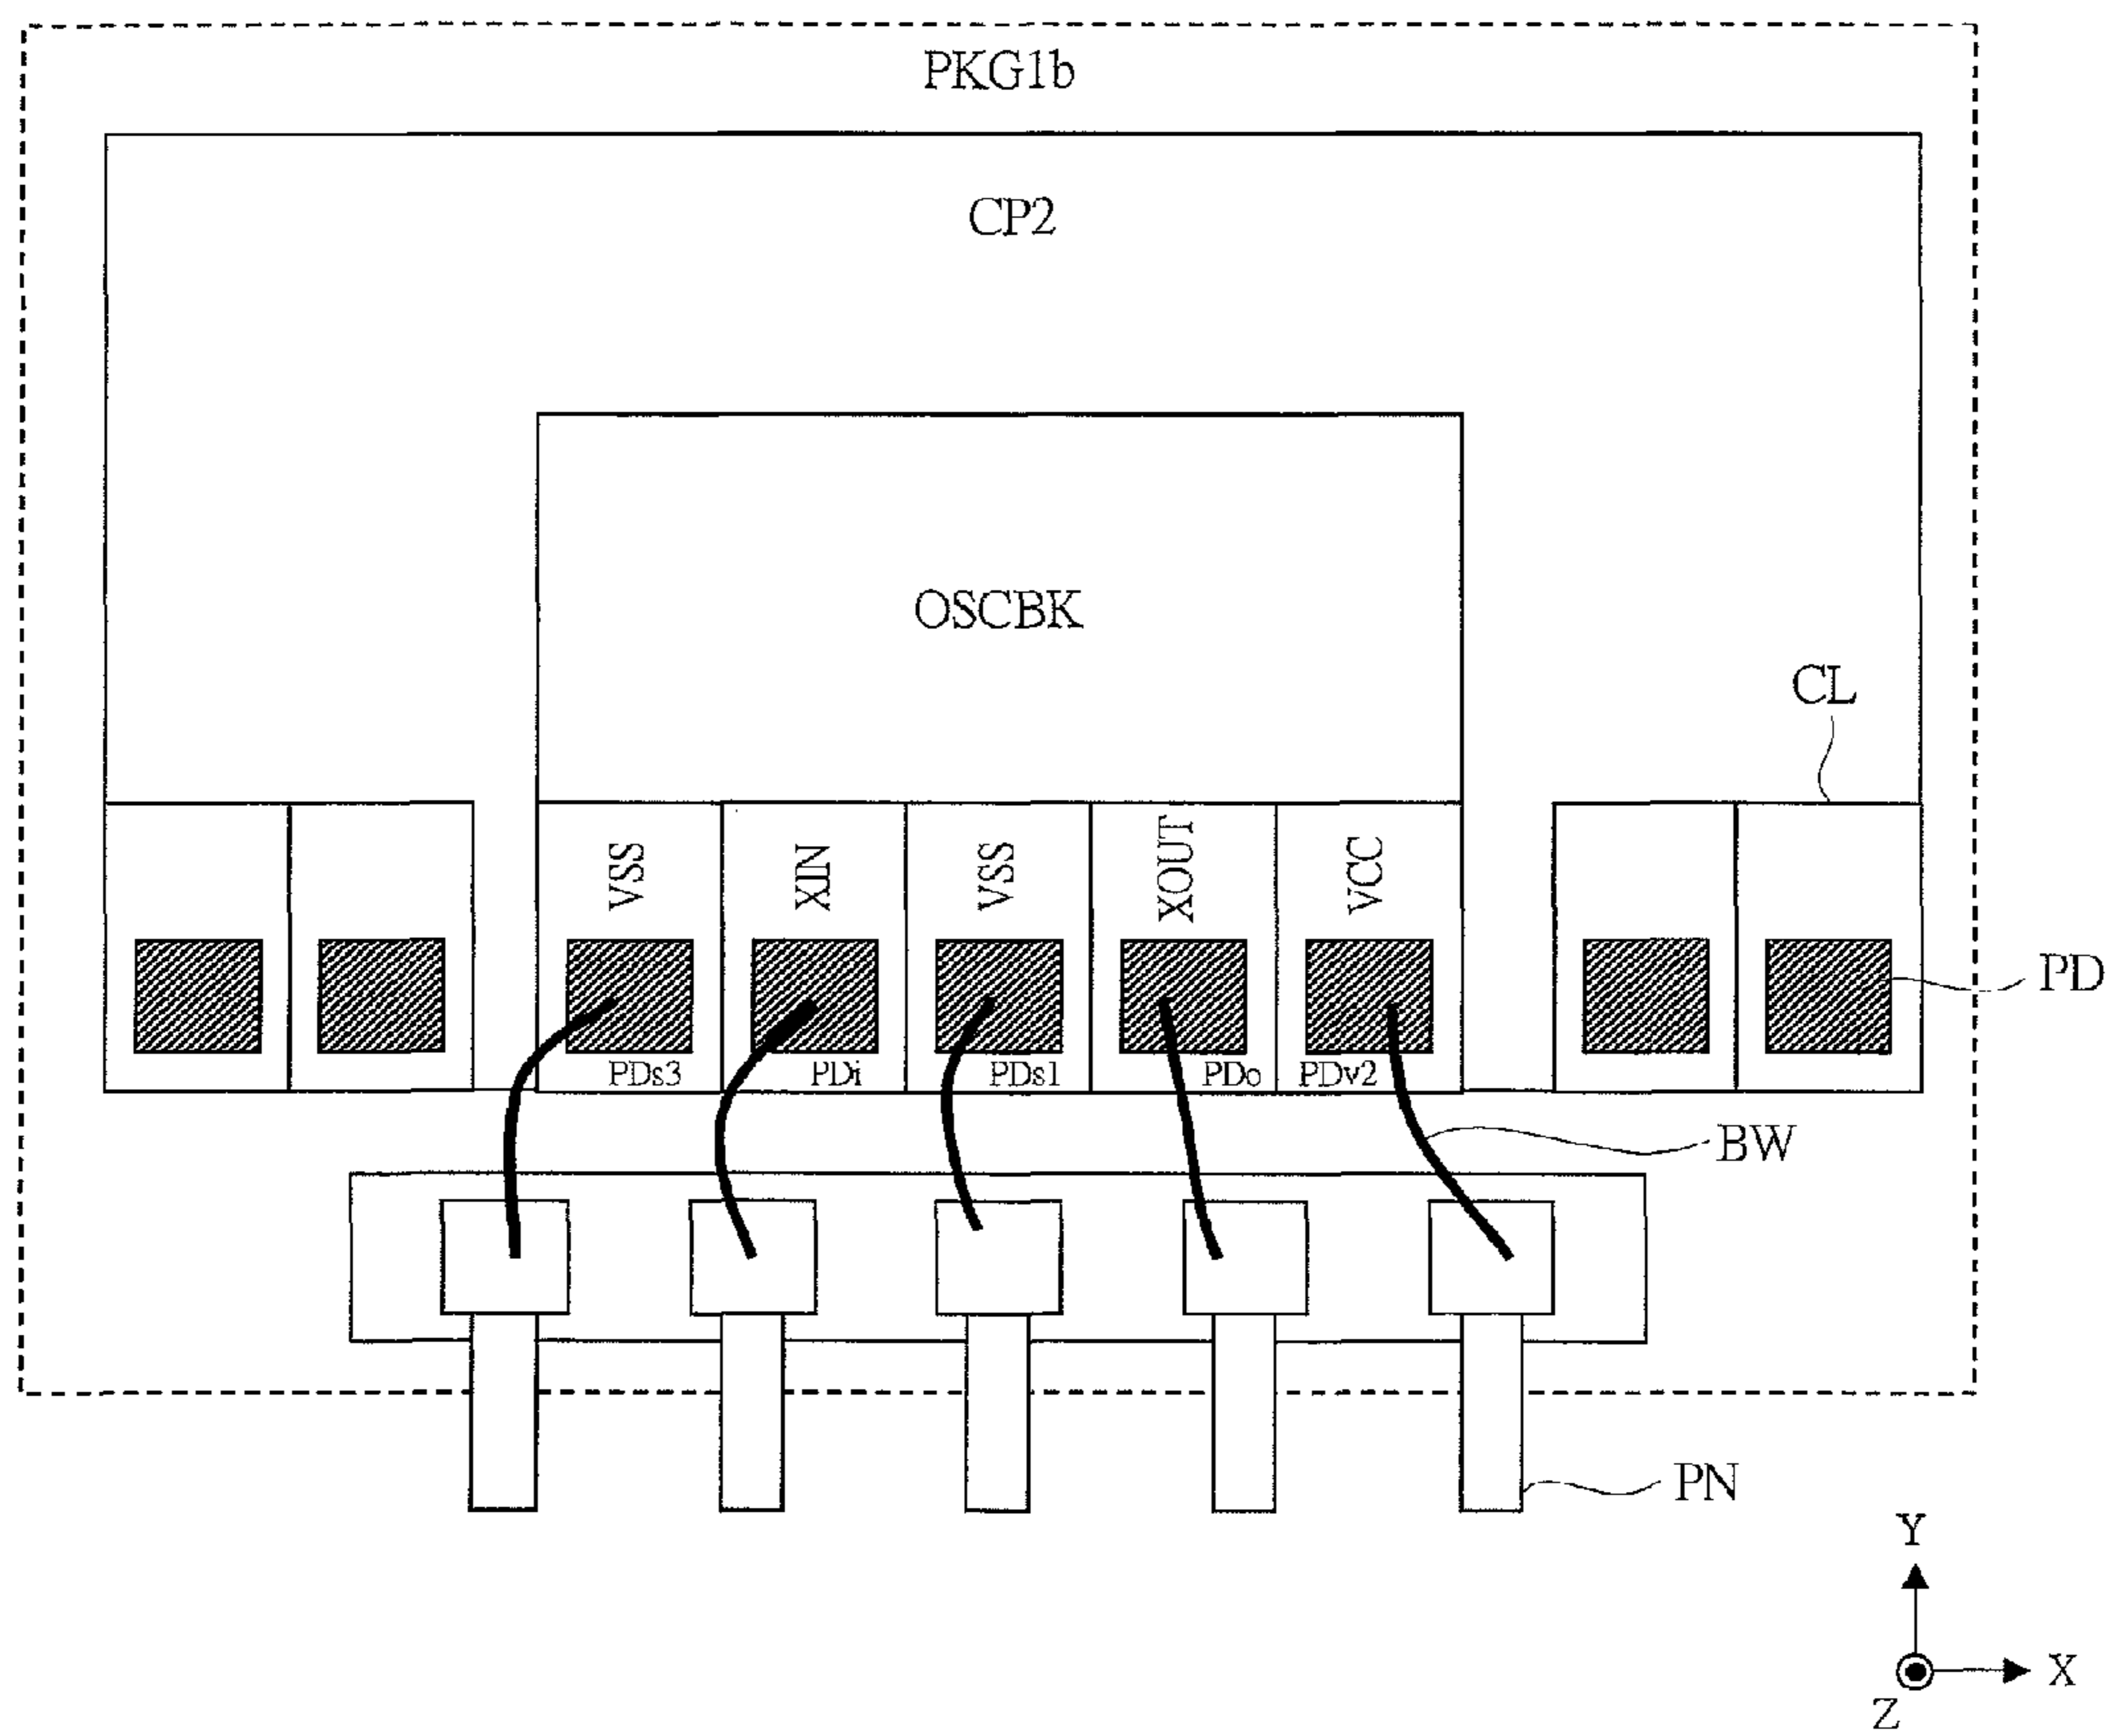 PKG1b
CP2
OSCBK
CL
VSS
XIN
VSS
XOUT
VCC
PD
PDs3
PDi
PDs1
PDo
PDv2
BW
PN
Y
X
Z